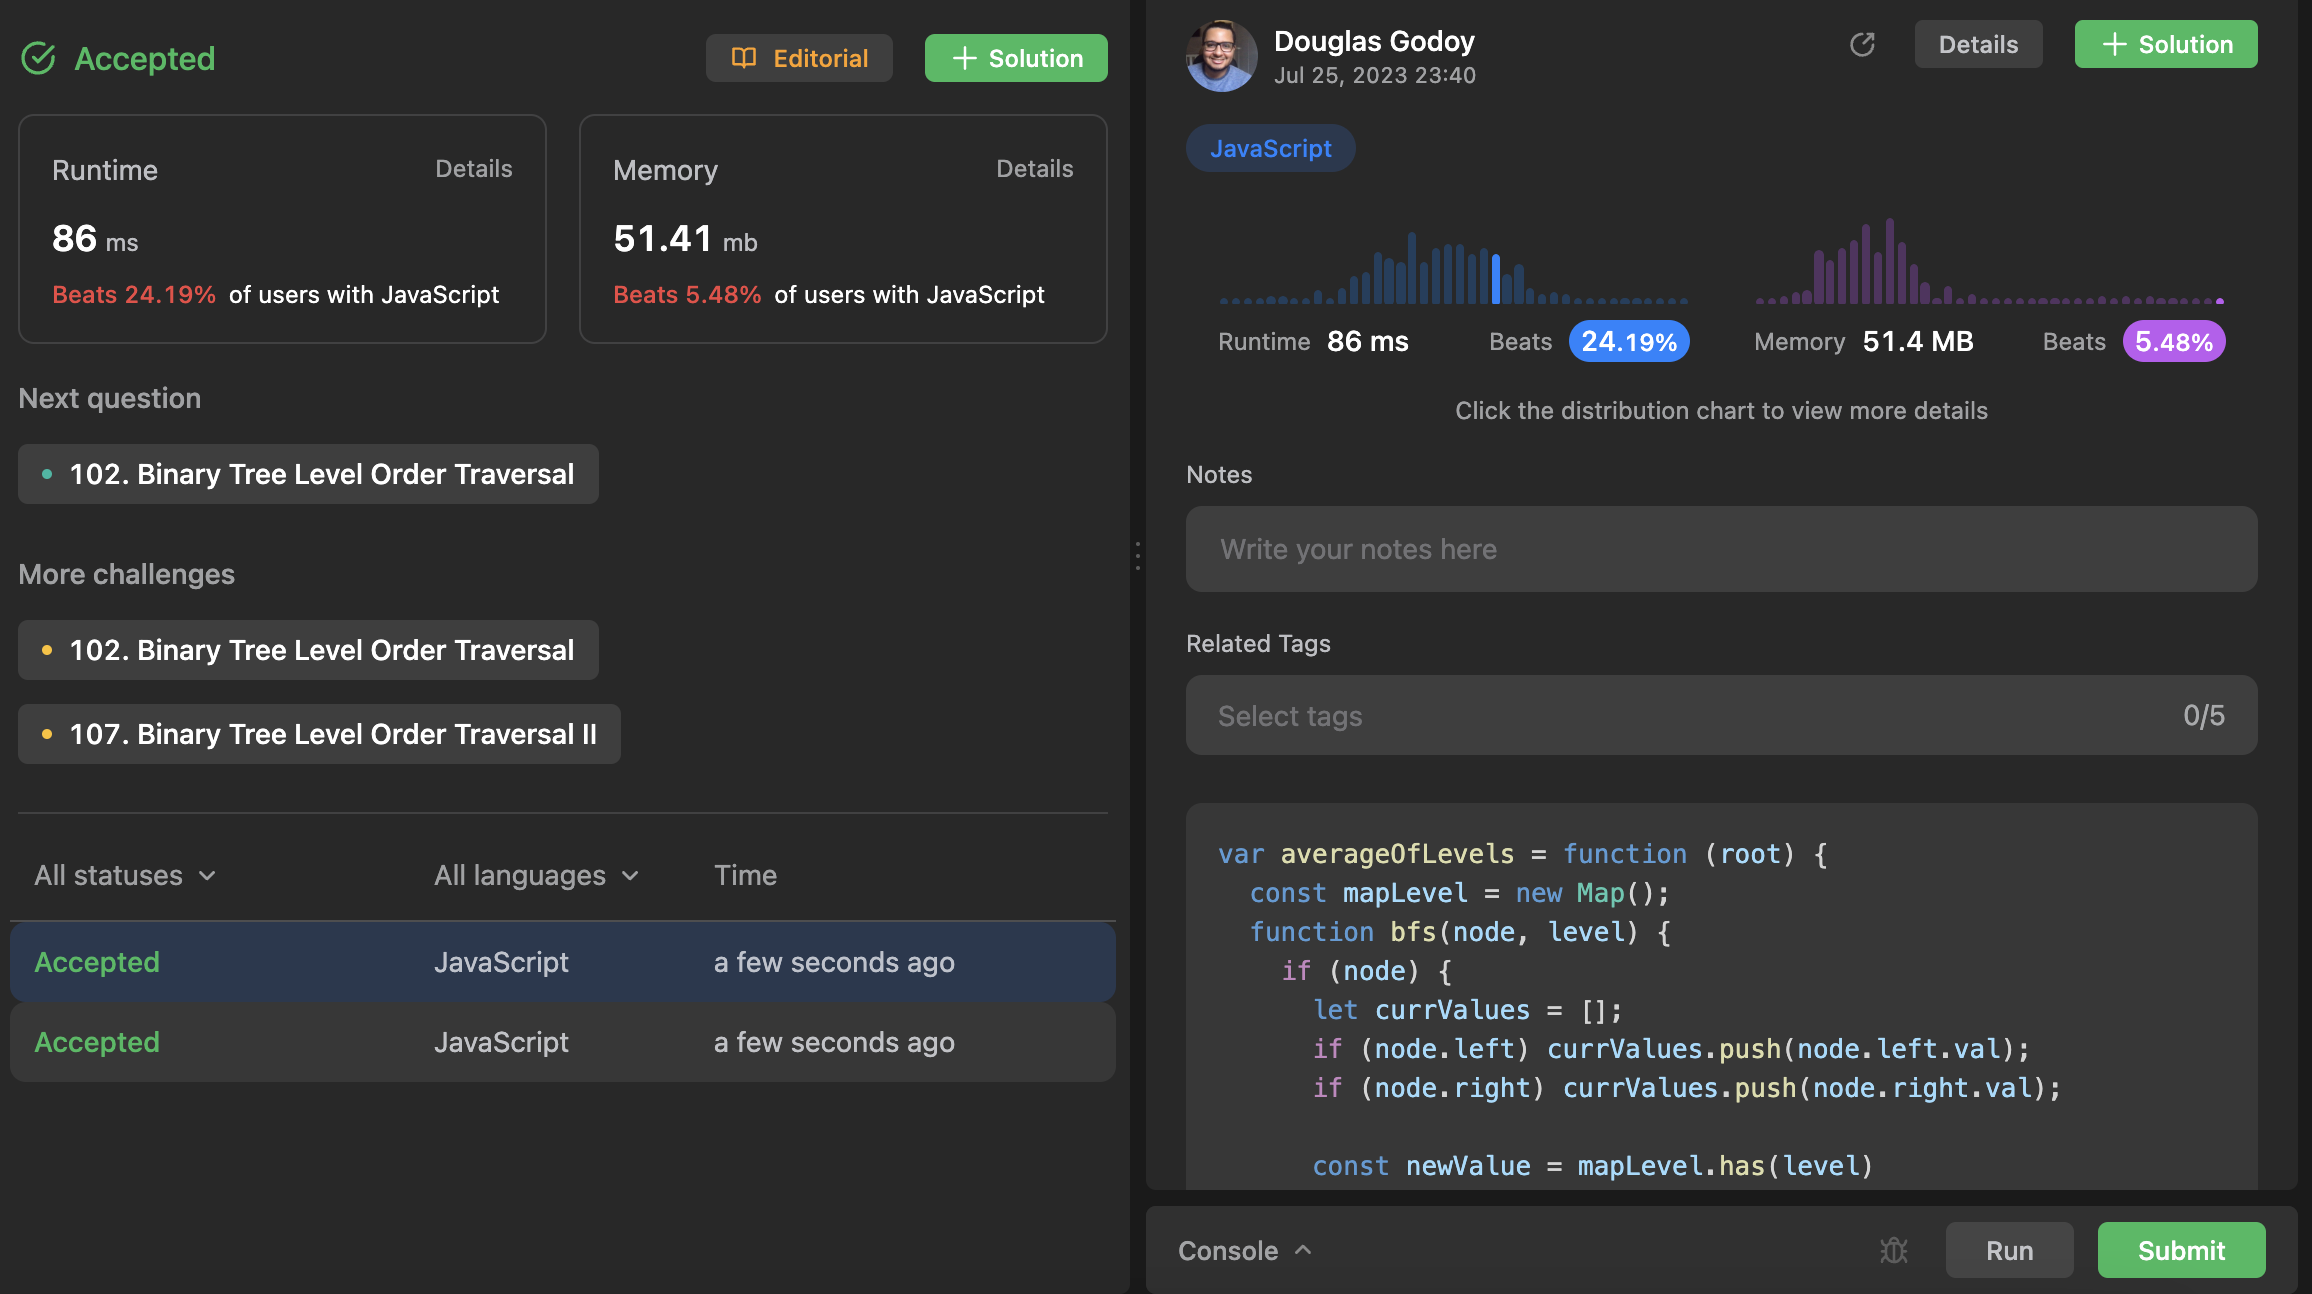 Accepted
Editorial
+ Solution
Runtime Details
86 ms
Beats 24.19% of users with JavaScript
Memory Details
51.41 mb
Beats 5.48% of users with JavaScript
Next question
102. Binary Tree Level Order Traversal
More challenges
102. Binary Tree Level Order Traversal
107. Binary Tree Level Order Traversal II
All statuses All languages Time
Accepted JavaScript a few seconds ago
Accepted JavaScript a few seconds ago
Douglas Godoy
Jul 25, 2023 23:40
Details
+ Solution
JavaScript
Runtime 86 ms Beats 24.19%
Memory 51.4 MB Beats 5.48%
Click the distribution chart to view more details
Notes
Write your notes here
Related Tags
Select tags 0/5
var averageOfLevels = function (root) {
  const mapLevel = new Map();
  function bfs(node, level) {
    if (node) {
      let currValues = [];
      if (node.left) currValues.push(node.left.val);
      if (node.right) currValues.push(node.right.val);
      const newValue = mapLevel.has(level)
Console
Run
Submit